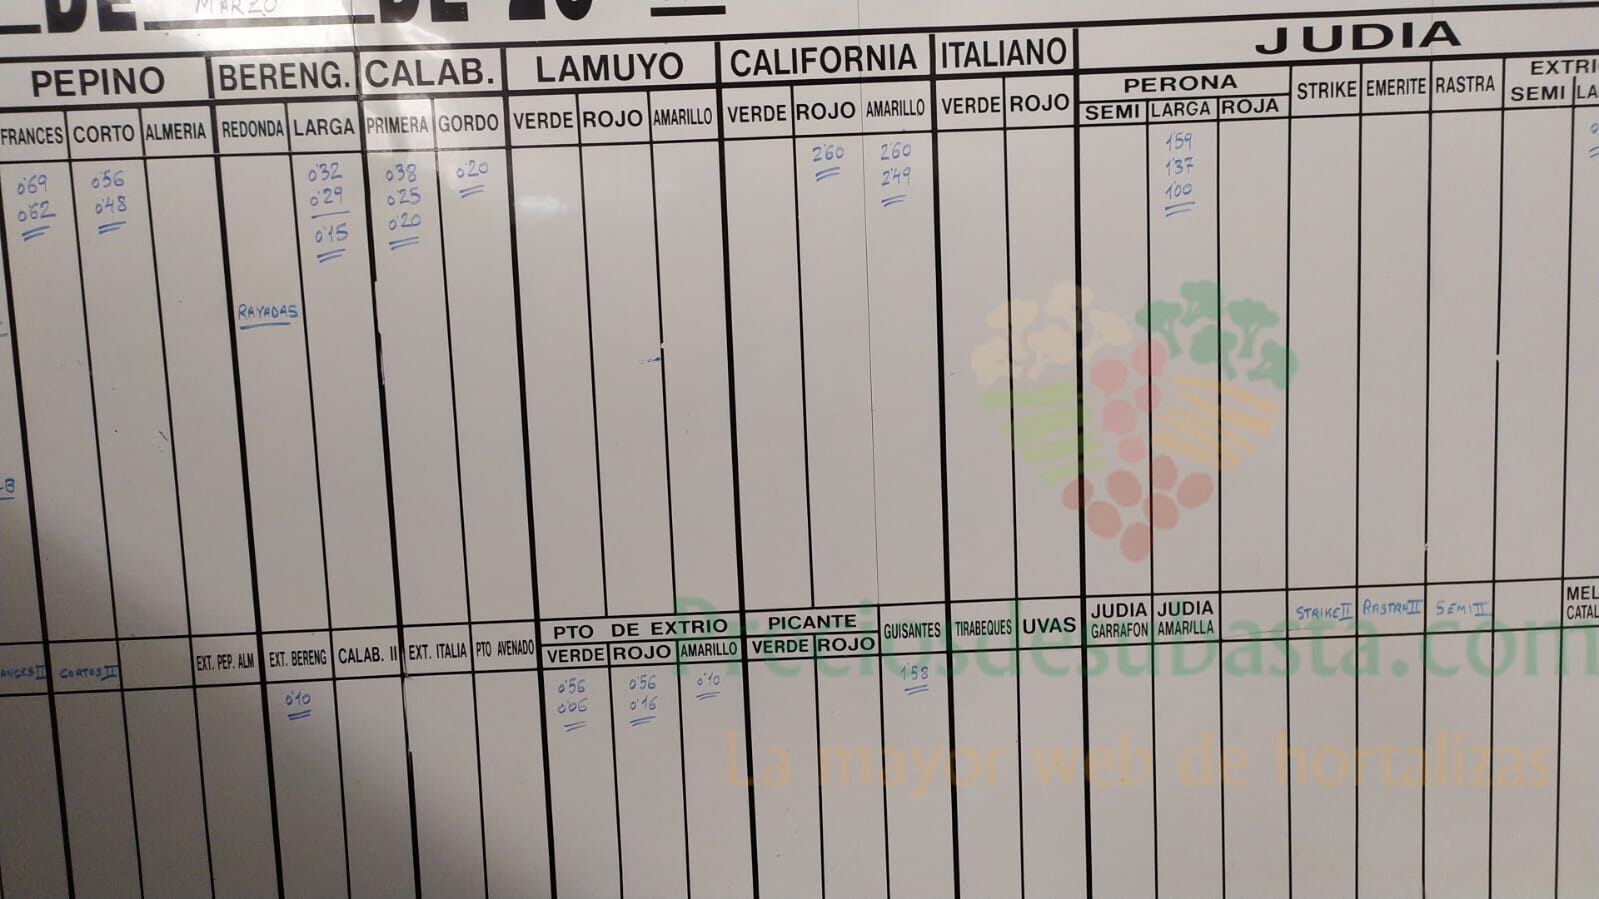 DE MARZO DE 20
PEPINO BERENG. CALAB. LAMUYO CALIFORNIA ITALIANO JUDIA
PERONA STRIKE EMERITE RASTRA
FRANCES CORTO ALMERIA REDONDA LARGA PRIMERA GORDO VERDE ROJO AMARILLO VERDE ROJO AMARILLO VERDE ROJO SEMI LARGA ROJA SEMI
0'69 0'56 0'32 0'38 0'20 2'60 2'60 1'59
0'62 0'48 0'29 0'25 2'49 1'37
0'15 0'20 1'00
RAYADAS
STRIKE II RASTRA II SEMI II
PTO DE EXTRIO PICANTE GUISANTES TIRABEQUES UVAS JUDIA GARRAFON JUDIA AMARILLA
CORTOS II EXT. PEP. ALM EXT. BERENG CALAB. II EXT. ITALIA PTO AVENADO VERDE ROJO AMARILLO VERDE ROJO
0'10 0'56 0'56 0'10 1'58
0'06 0'16
Preciosdesubasta.com
La mayor web de hortalizas